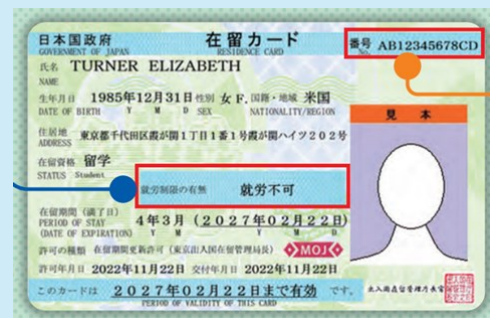 日本国政府 在留カード 番号 AB12345678CD
GOVERNMENT OF JAPAN RESIDENCE CARD No.
氏名 TURNER ELIZABETH
NAME
生年月日 1985年12月31日 性別 女 F. 国籍・地域 米国
DATE OF BIRTH Y M D SEX NATIONALITY/REGION
住居地 東京都千代田区霞が関1丁目1番1号霞が関ハイツ202号
ADDRESS
見本
在留資格 留学
STATUS Student
就労制限の有無 就労不可
在留期間(満了日) 4年3月(2027年02月22日)
PERIOD OF STAY
(DATE OF EXPIRATION) Y M Y M D
許可の種類 在留期間更新許可(東京出入国在留管理局長) MOJ
許可年月日 2022年11月22日 交付年月日 2022年11月22日
このカードは 2027年02月22日まで有効 です。
PERIOD OF VALIDITY OF THIS CARD